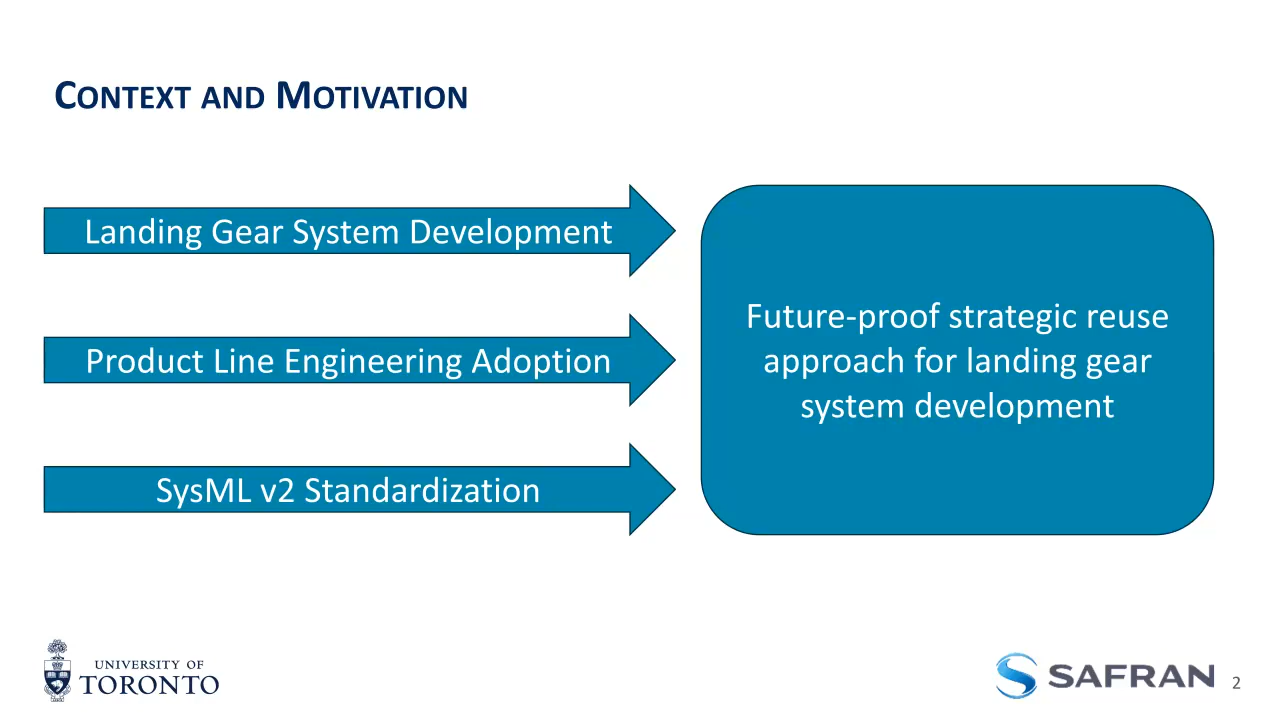 CONTEXT AND MOTIVATION
Landing Gear System Development
Product Line Engineering Adoption
SysML v2 Standardization
Future-proof strategic reuse
approach for landing gear
system development
UNIVERSITY OF
TORONTO
SAFRAN
2